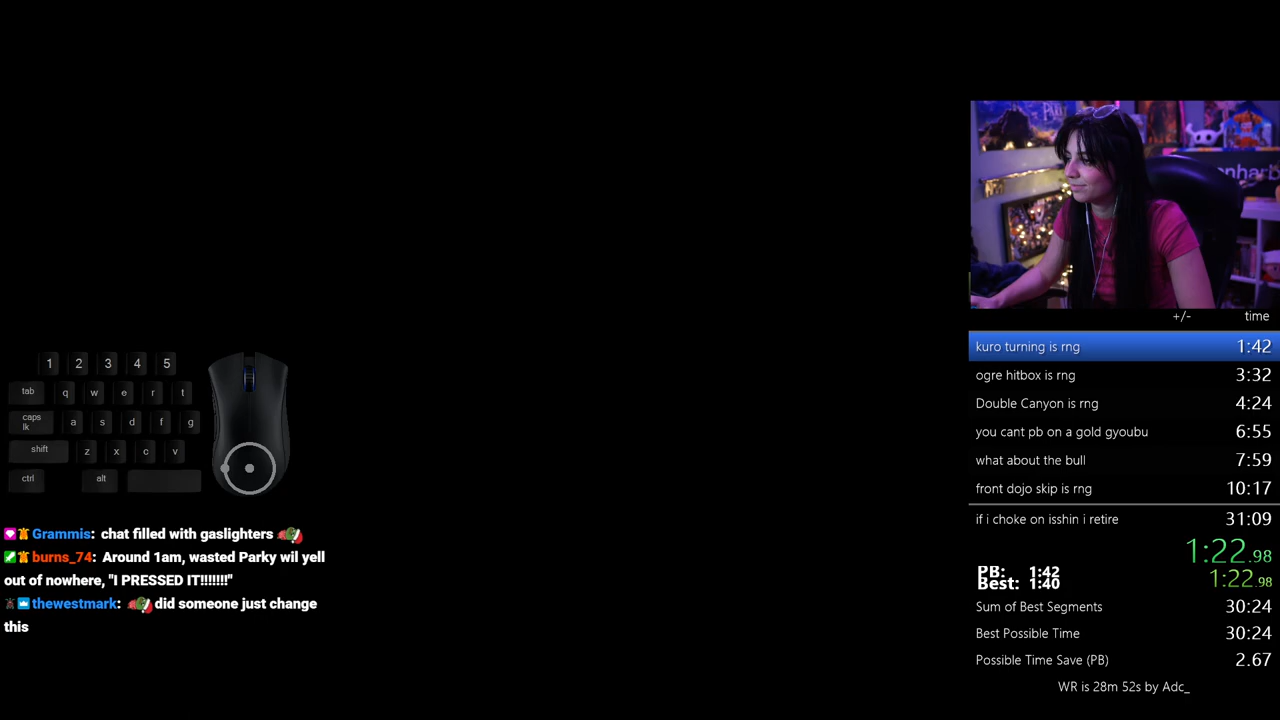 +/- time
kuro turning is rng 1:42
ogre hitbox is rng 3:32
Double Canyon is rng 4:24
you cant pb on a gold gyoubu 6:55
what about the bull 7:59
front dojo skip is rng 10:17
if i choke on isshin i retire 31:09
1:22.98
PB: 1:42
Best: 1:40
1:22.98
Sum of Best Segments 30:24
Best Possible Time 30:24
Possible Time Save (PB) 2.67
WR is 28m 52s by Adc_
1 2 3 4 5
tab q w e r t
caps
lk a s d f g
shift z x c v
ctrl alt
Grammis: chat filled with gaslighters
burns_74: Around 1am, wasted Parky wil yell
out of nowhere, "I PRESSED IT!!!!!!!"
thewestmark: did someone just change
this